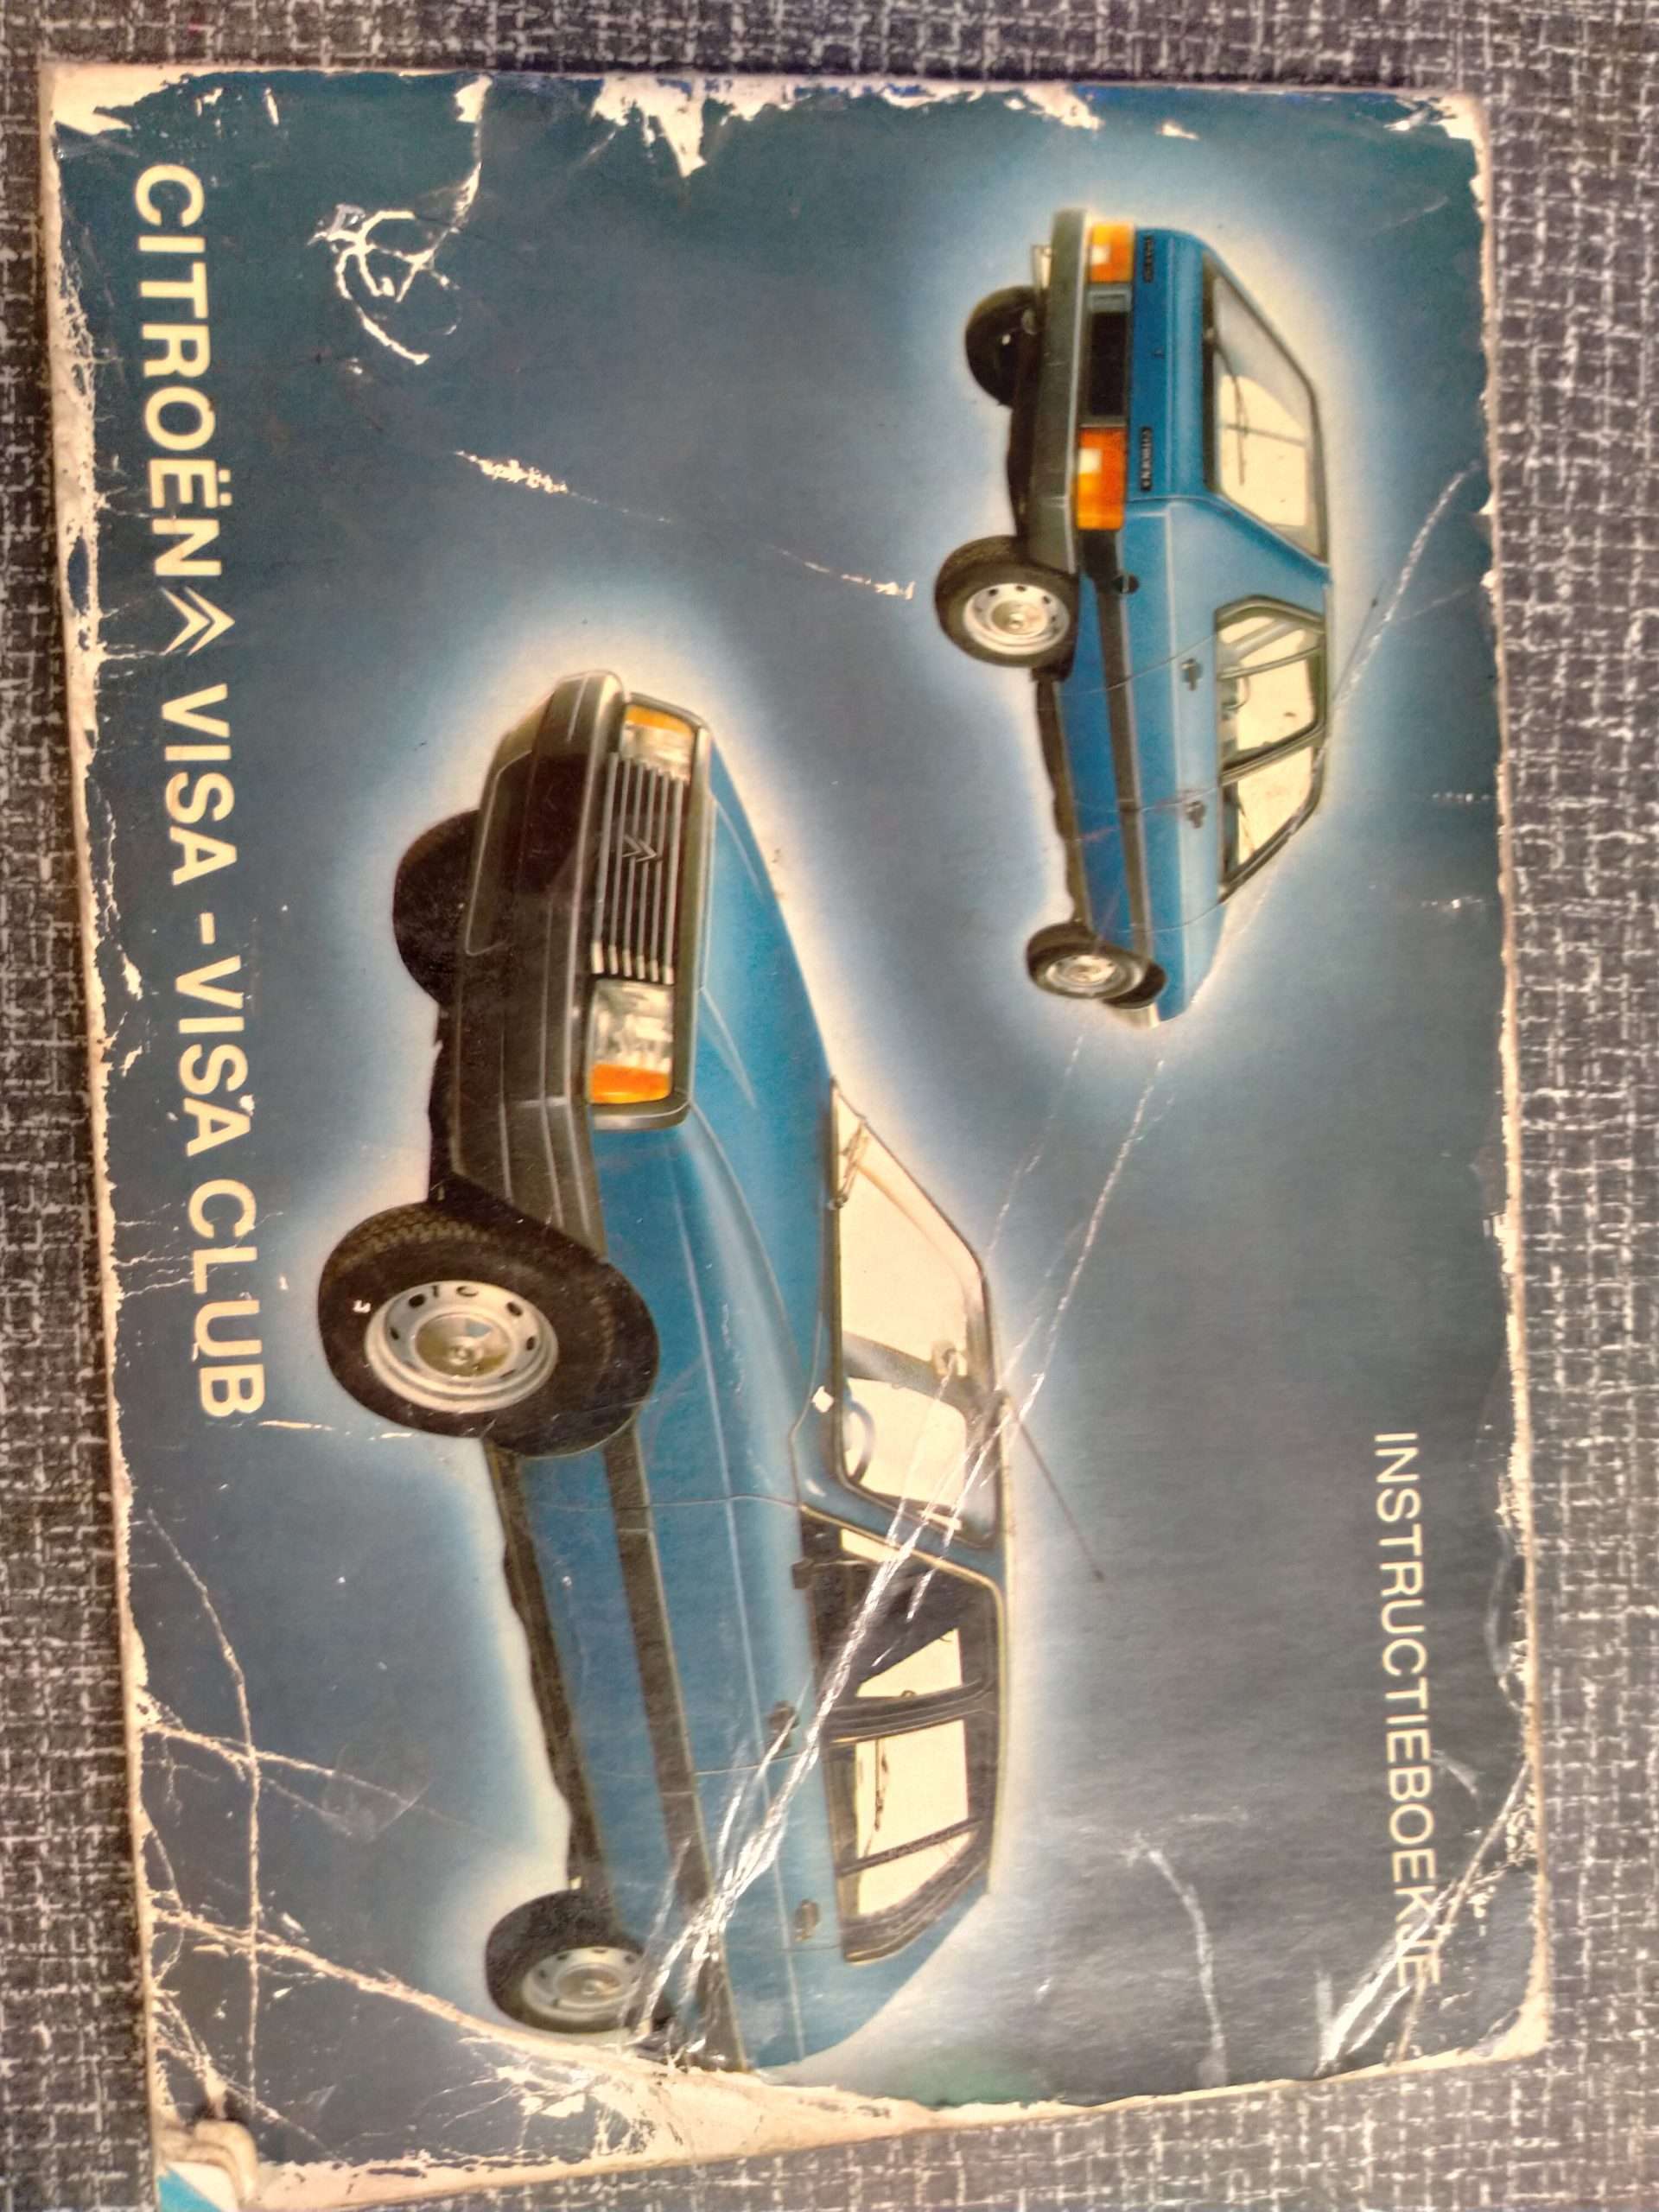 INSTRUCTIEBOEKJE
CITROËN VISA - VISA CLUB